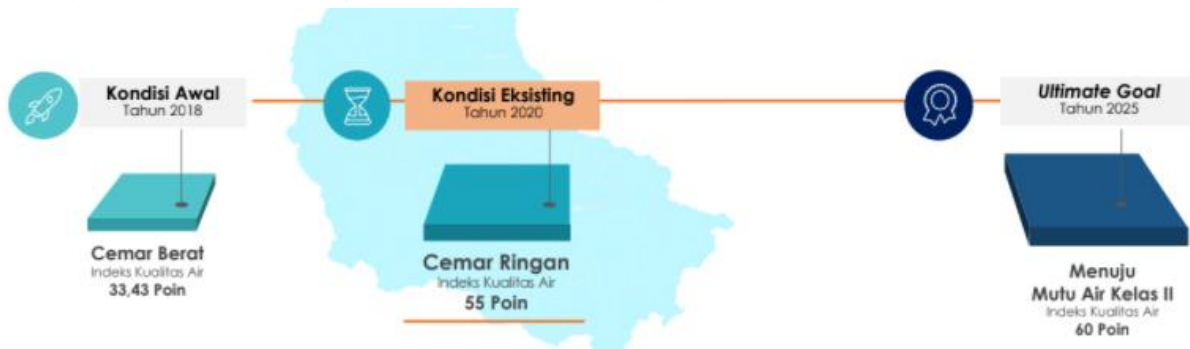 Kondisi Awal
Tahun 2018
Cemar Berat
Indeks Kualitas Air
33,43 Poin
Kondisi Eksisting
Tahun 2020
Cemar Ringan
Indeks Kualitas Air
55 Poin
Ultimate Goal
Tahun 2025
Menuju
Mutu Air Kelas II
Indeks Kualitas Air
60 Poin